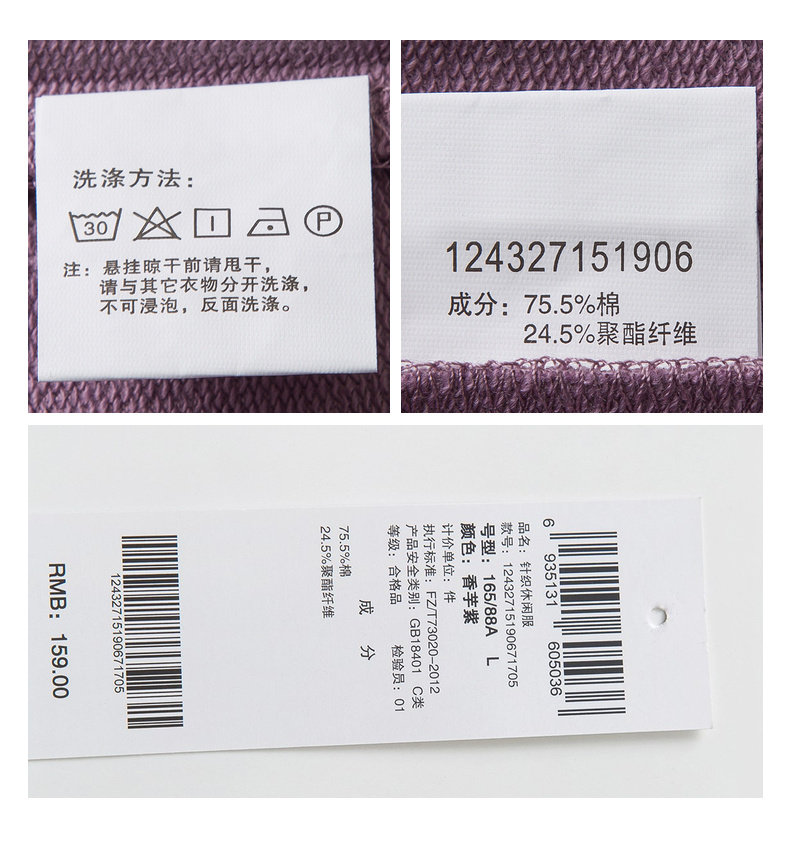 洗涤方法：
30
P
注：悬挂晾干前请甩干，
请与其它衣物分开洗涤，
不可浸泡，反面洗涤。
124327151906
成分：75.5%棉
24.5%聚酯纤维
6 935131 605036
品名：针织休闲服
款号：12432715190671705
号型：165/88A L
颜色：香芋紫
计价单位：件
执行标准：FZ/T73020-2012
产品安全类别：GB18401 C类
等级：合格品 检验员：01
成分
75.5%棉
24.5%聚酯纤维
12432715190671705
RMB：159.00